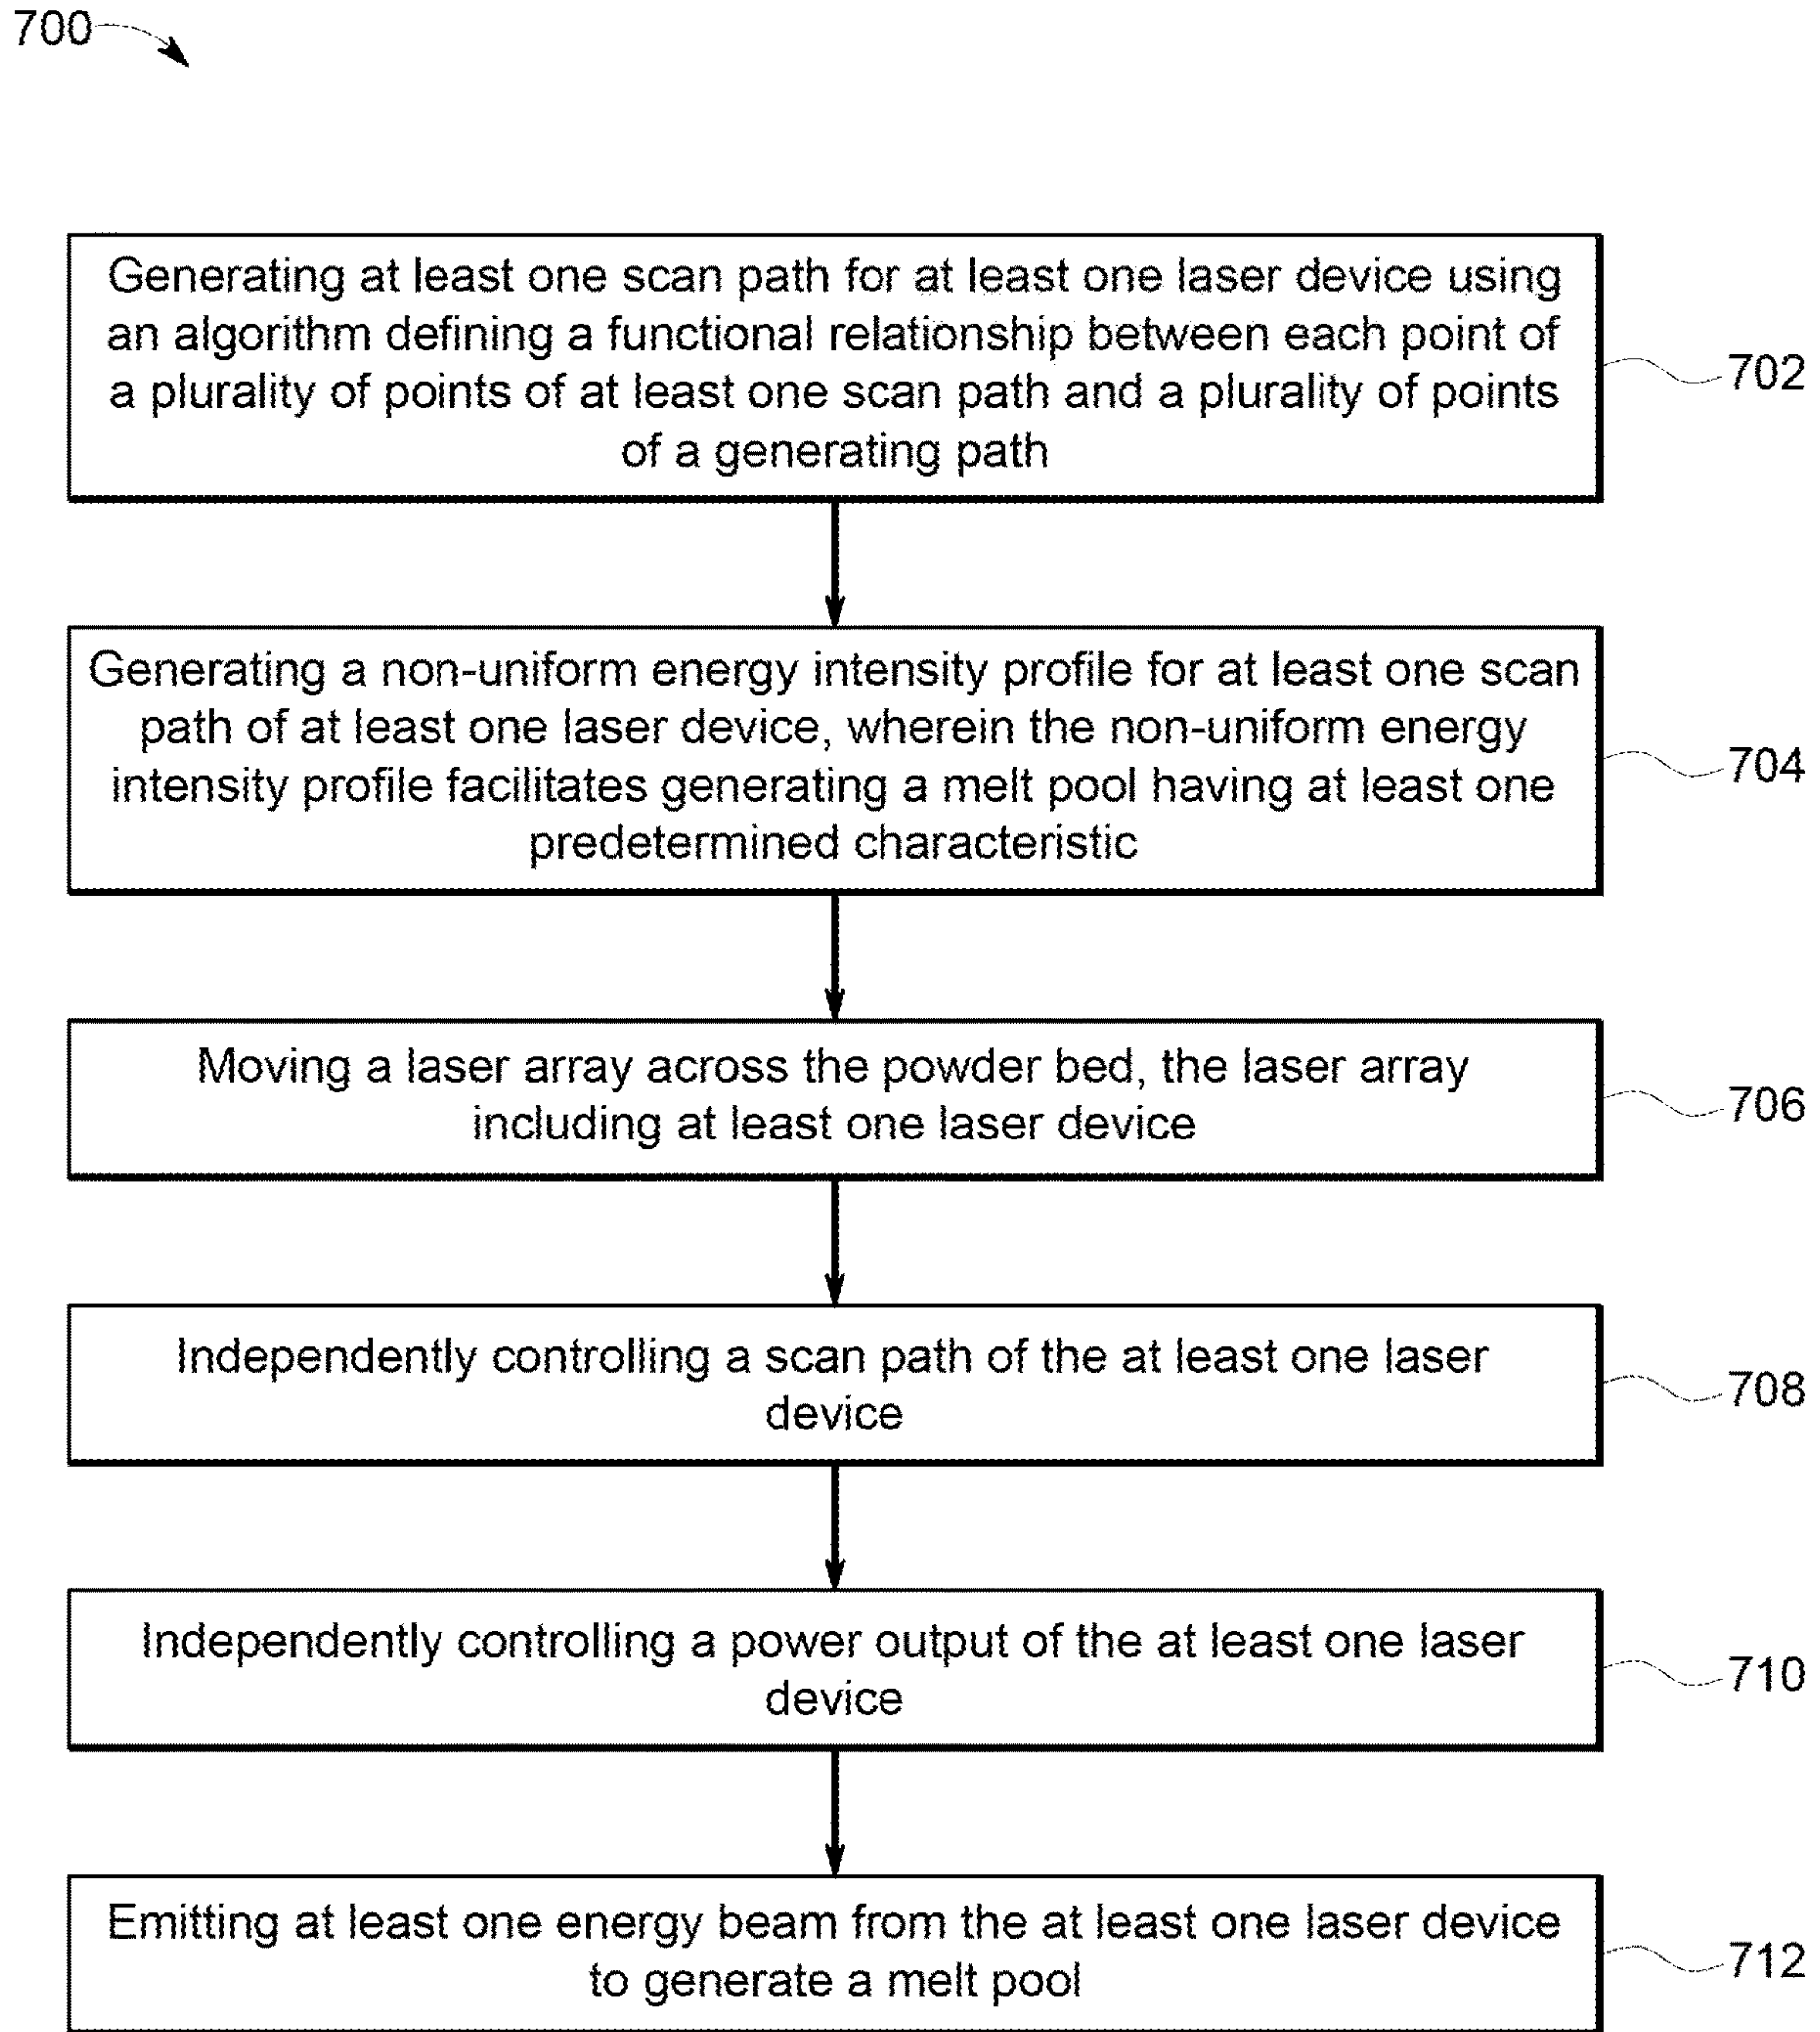 700
Generating at least one scan path for at least one laser device using
an algorithm defining a functional relationship between each point of
a plurality of points of at least one scan path and a plurality of points
of a generating path
702
Generating a non-uniform energy intensity profile for at least one scan
path of at least one laser device, wherein the non-uniform energy
intensity profile facilitates generating a melt pool having at least one
predetermined characteristic
704
Moving a laser array across the powder bed, the laser array
including at least one laser device
706
Independently controlling a scan path of the at least one laser
device
708
Independently controlling a power output of the at least one laser
device
710
Emitting at least one energy beam from the at least one laser device
to generate a melt pool
712